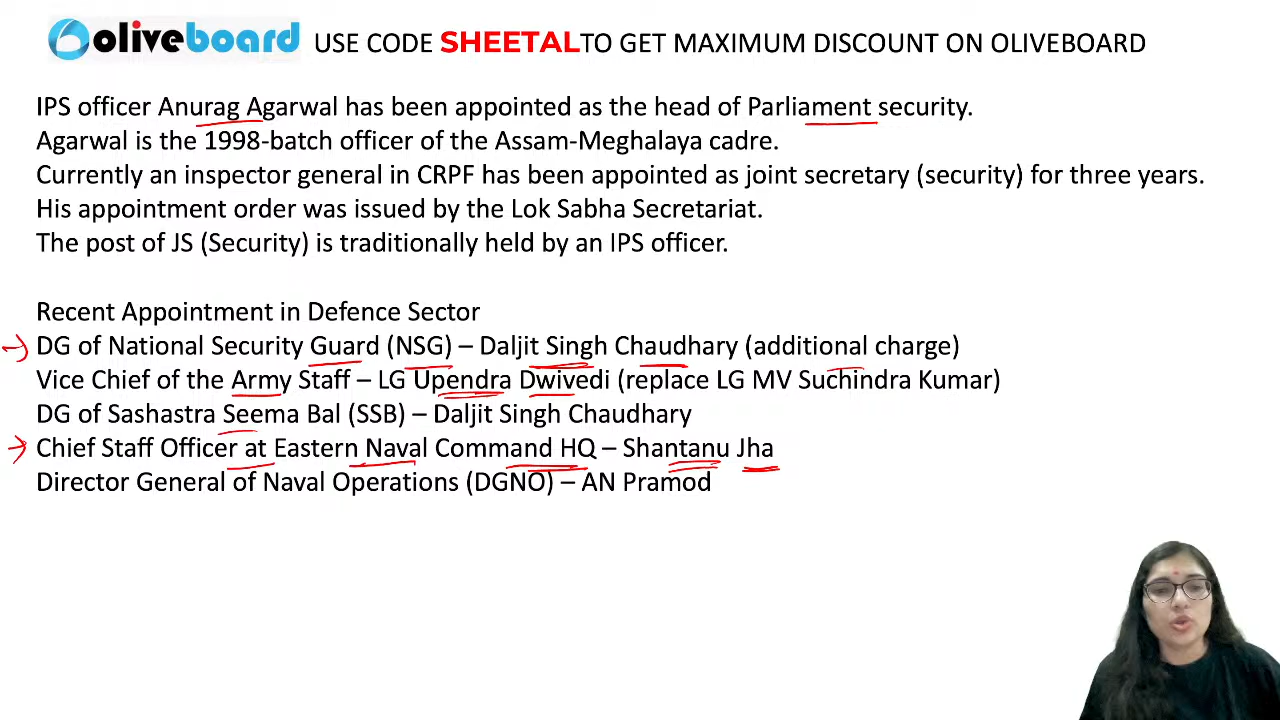 oliveboard USE CODE SHEETAL TO GET MAXIMUM DISCOUNT ON OLIVEBOARD
IPS officer Anurag Agarwal has been appointed as the head of Parliament security.
Agarwal is the 1998-batch officer of the Assam-Meghalaya cadre.
Currently an inspector general in CRPF has been appointed as joint secretary (security) for three years.
His appointment order was issued by the Lok Sabha Secretariat.
The post of JS (Security) is traditionally held by an IPS officer.
Recent Appointment in Defence Sector
DG of National Security Guard (NSG) – Daljit Singh Chaudhary (additional charge)
Vice Chief of the Army Staff – LG Upendra Dwivedi (replace LG MV Suchindra Kumar)
DG of Sashastra Seema Bal (SSB) – Daljit Singh Chaudhary
Chief Staff Officer at Eastern Naval Command HQ – Shantanu Jha
Director General of Naval Operations (DGNO) – AN Pramod